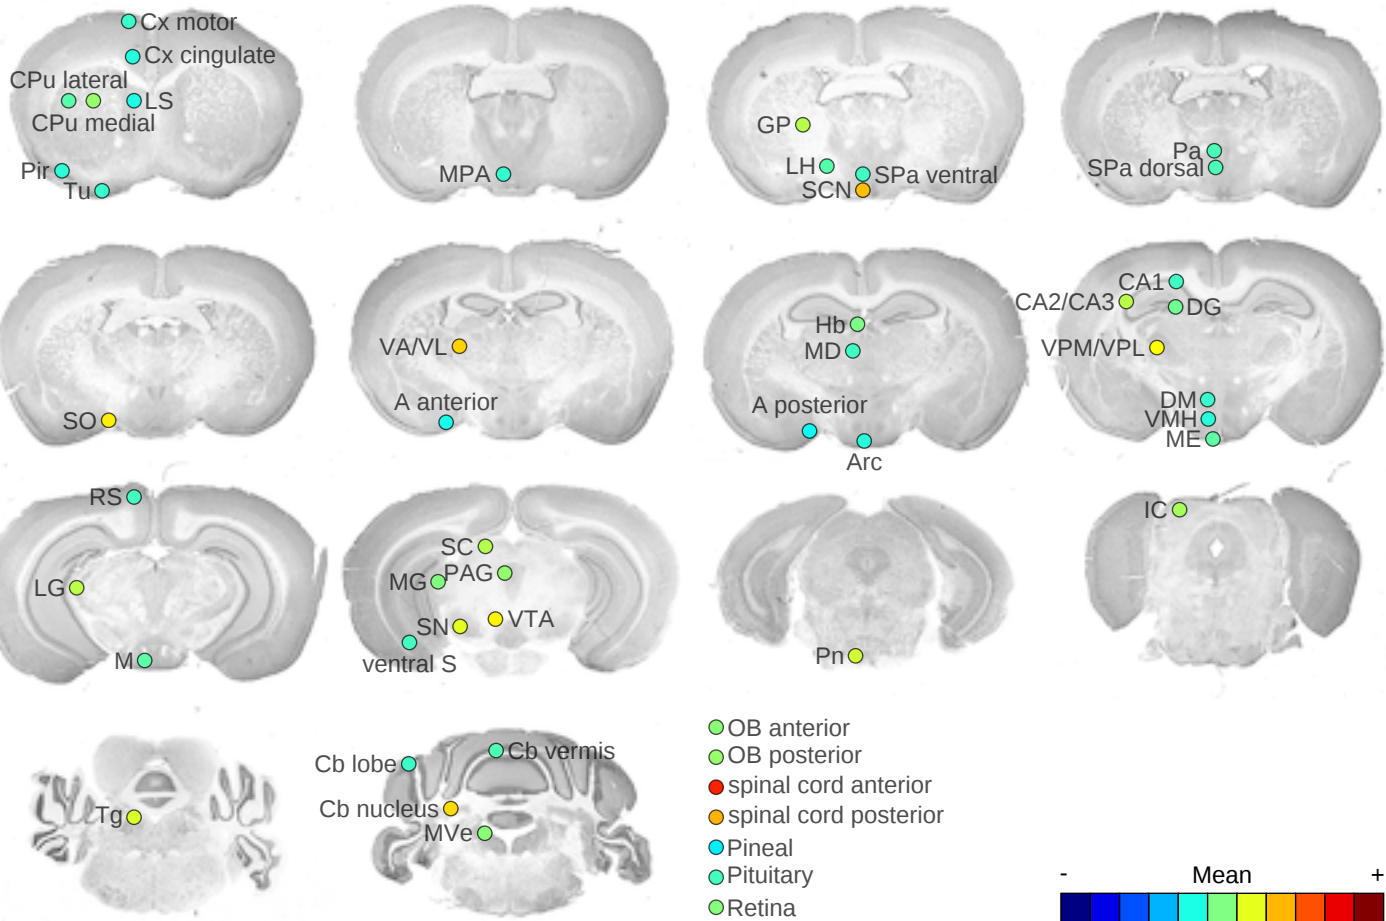 Cx motor
Cx cingulate
CPu lateral
LS
CPu medial
Pir
Tu
MPA
GP
LH
SPa ventral
SCN
Pa
SPa dorsal
SO
VA/VL
A anterior
Hb
MD
A posterior
Arc
CA1
CA2/CA3
DG
VPM/VPL
DM
VMH
ME
RS
LG
M
SC
PAG
MG
SN
VTA
ventral S
Pn
IC
Tg
Cb lobe
Cb vermis
Cb nucleus
MVe
OB anterior
OB posterior
spinal cord anterior
spinal cord posterior
Pineal
Pituitary
Retina
- Mean +